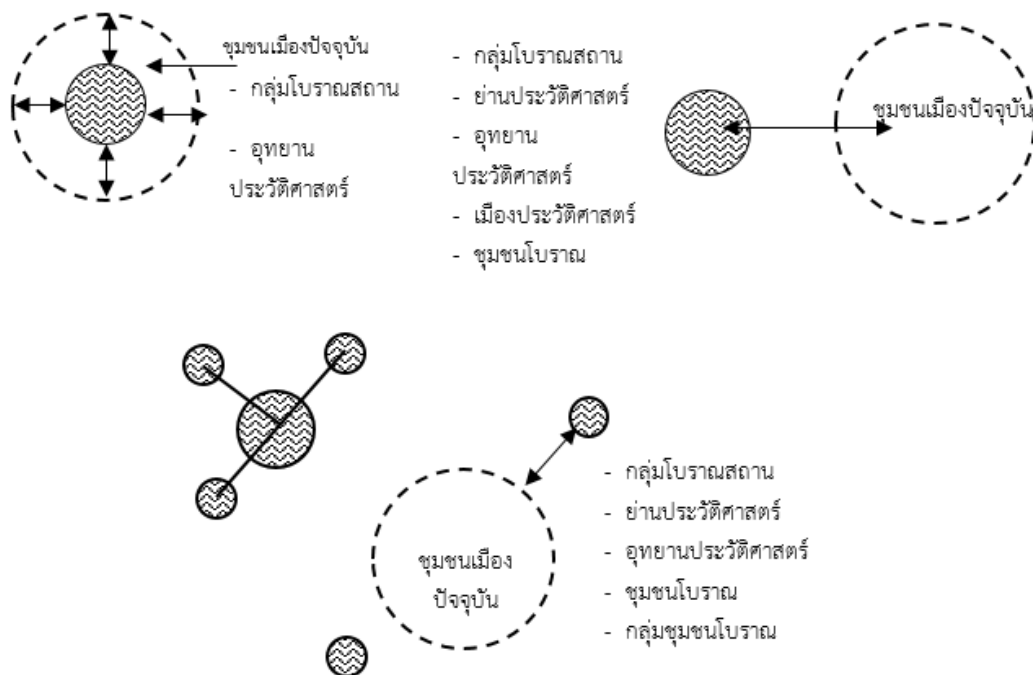 ชุมชนเมืองปัจจุบัน
- กลุ่มโบราณสถาน
- อุทยาน
ประวัติศาสตร์
- กลุ่มโบราณสถาน
- ย่านประวัติศาสตร์
- อุทยาน
ประวัติศาสตร์
- เมืองประวัติศาสตร์
- ชุมชนโบราณ
ชุมชนเมืองปัจจุบัน
ชุมชนเมือง
ปัจจุบัน
- กลุ่มโบราณสถาน
- ย่านประวัติศาสตร์
- อุทยานประวัติศาสตร์
- ชุมชนโบราณ
- กลุ่มชุมชนโบราณ